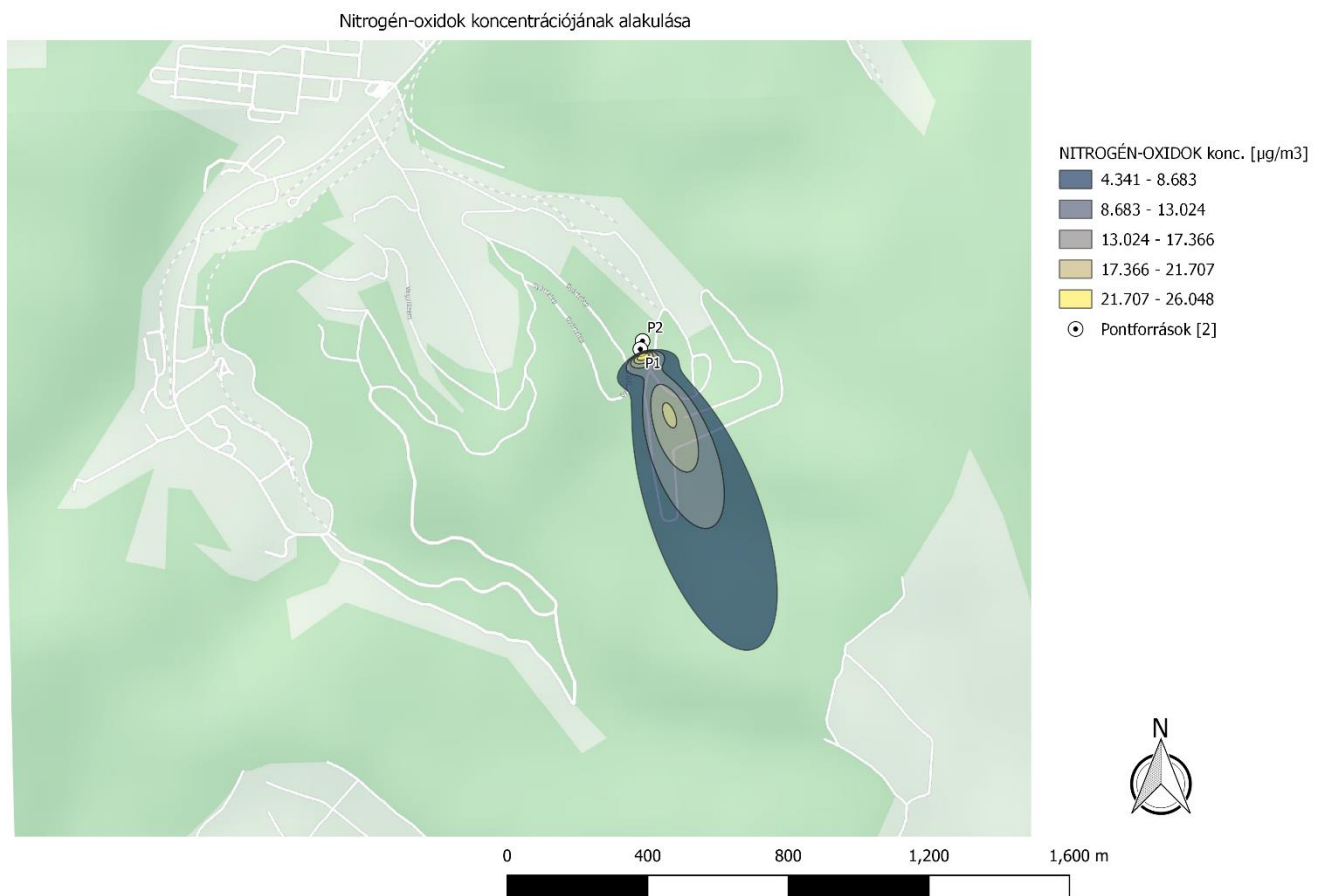 Nitrogén-oxidok koncentrációjának alakulása
NITROGÉN-OXIDOK konc. [µg/m3]
4.341 - 8.683
8.683 - 13.024
13.024 - 17.366
17.366 - 21.707
21.707 - 26.048
Pontforrások [2]
P2
P1
N
0 400 800 1,200 1,600 m